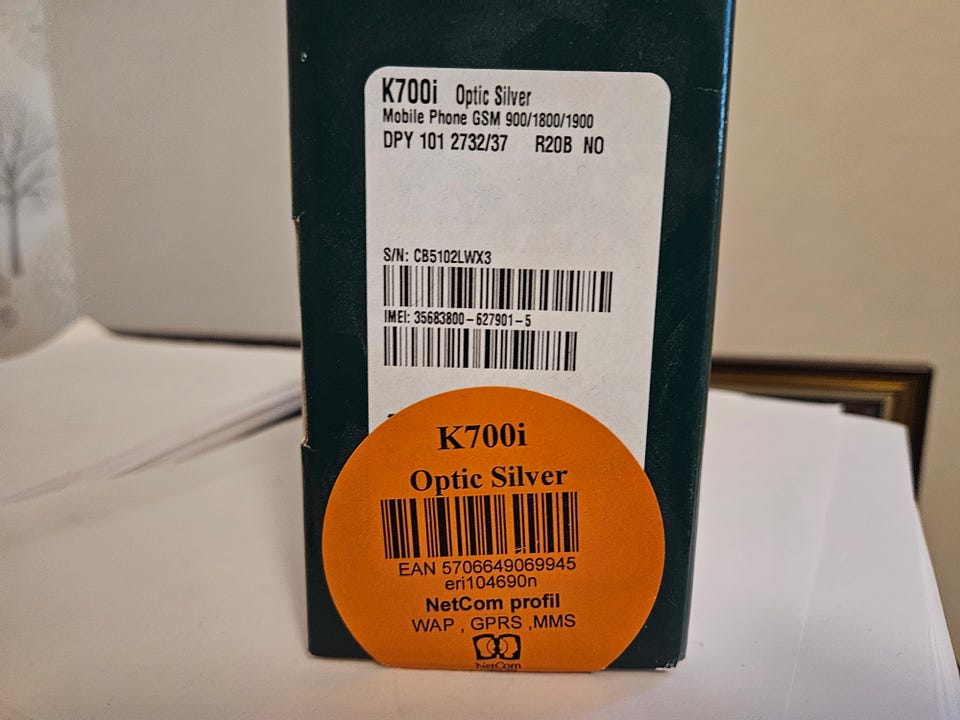 K700i Optic Silver
Mobile Phone GSM 900/1800/1900
DPY 101 2732/37 R20B NO
S/N: CB5102LWX3
IMEI: 35683800-627901-5
K700i
Optic Silver
EAN 5706649069945
eri104690n
NetCom profil
WAP , GPRS ,MMS
NetCom